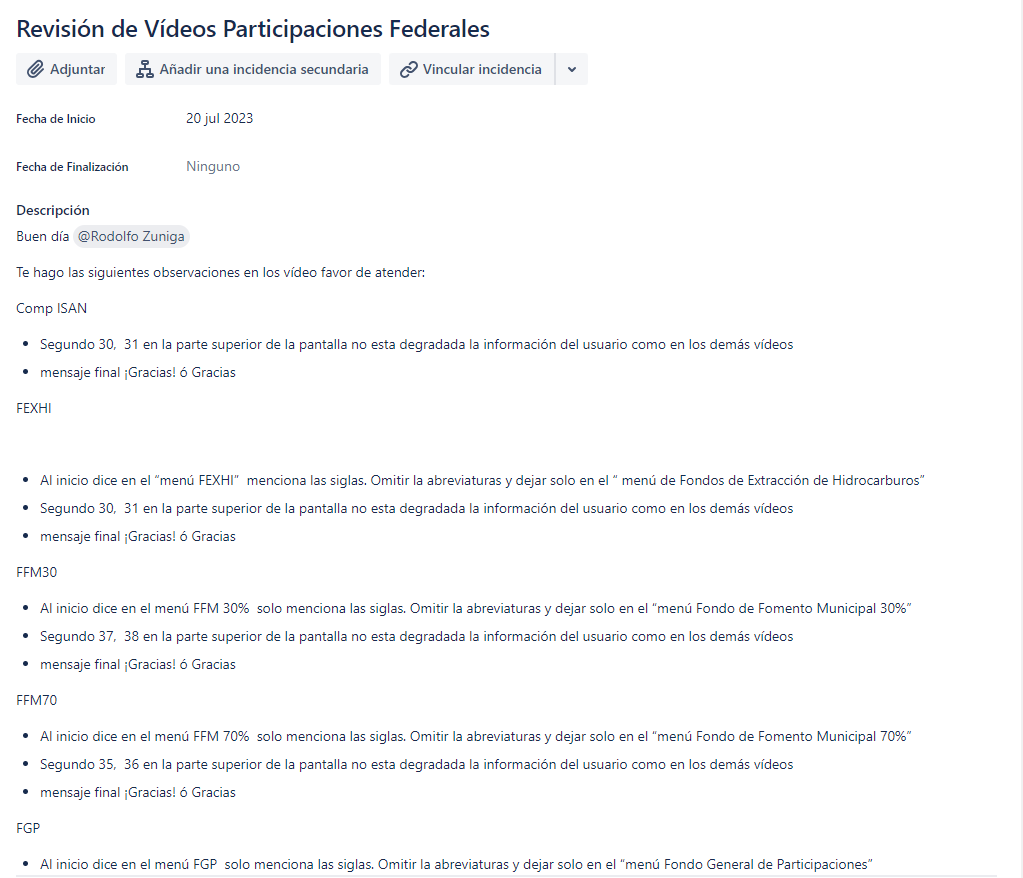 Revisión de Vídeos Participaciones Federales
Adjuntar
Añadir una incidencia secundaria
Vincular incidencia
Fecha de Inicio
20 jul 2023
Fecha de Finalización
Ninguno
Descripción
Buen día @Rodolfo Zuniga
Te hago las siguientes observaciones en los vídeo favor de atender:
Comp ISAN
• Segundo 30,  31 en la parte superior de la pantalla no esta degradada la información del usuario como en los demás vídeos
• mensaje final ¡Gracias! ó Gracias
FEXHI
• Al inicio dice en el “menú FEXHI”  menciona las siglas. Omitir la abreviaturas y dejar solo en el “ menú de Fondos de Extracción de Hidrocarburos”
• Segundo 30,  31 en la parte superior de la pantalla no esta degradada la información del usuario como en los demás vídeos
• mensaje final ¡Gracias! ó Gracias
FFM30
• Al inicio dice en el menú FFM 30%  solo menciona las siglas. Omitir la abreviaturas y dejar solo en el “menú Fondo de Fomento Municipal 30%”
• Segundo 37,  38 en la parte superior de la pantalla no esta degradada la información del usuario como en los demás vídeos
• mensaje final ¡Gracias! ó Gracias
FFM70
• Al inicio dice en el menú FFM 70%  solo menciona las siglas. Omitir la abreviaturas y dejar solo en el “menú Fondo de Fomento Municipal 70%”
• Segundo 35,  36 en la parte superior de la pantalla no esta degradada la información del usuario como en los demás vídeos
• mensaje final ¡Gracias! ó Gracias
FGP
• Al inicio dice en el menú FGP  solo menciona las siglas. Omitir la abreviaturas y dejar solo en el “menú Fondo General de Participaciones”